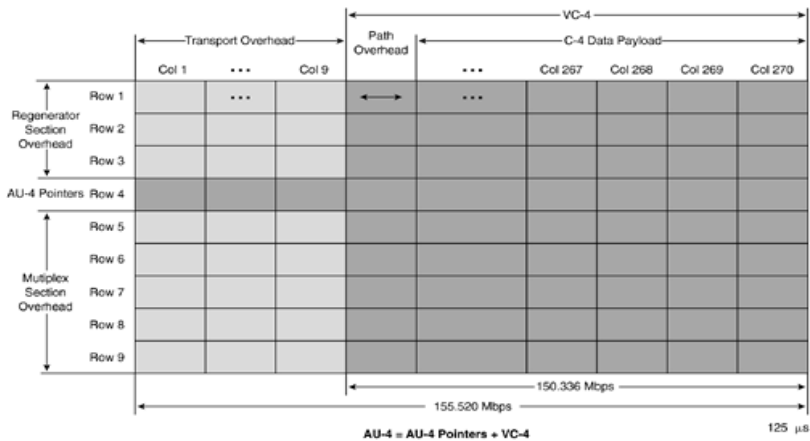 VC-4
Transport Overhead
Path
Overhead
C-4 Data Payload
Col 1 ... Col 9 ... Col 267 Col 268 Col 269 Col 270
Regenerator
Section
Overhead
Row 1 ... ...
Row 2
Row 3
AU-4 Pointers Row 4
Mutiplex
Section
Overhead
Row 5
Row 6
Row 7
Row 8
Row 9
150.336 Mbps
155.520 Mbps
AU-4 = AU-4 Pointers + VC-4
125 µs